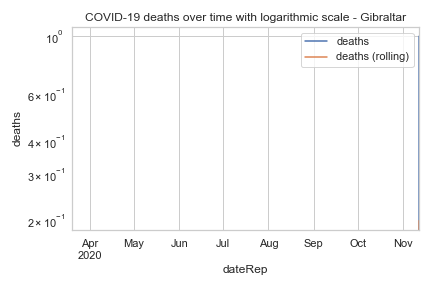 COVID-19 deaths over time with logarithmic scale - Gibraltar
deaths
deaths (rolling)
10⁰
6 × 10⁻¹
4 × 10⁻¹
3 × 10⁻¹
2 × 10⁻¹
deaths
Apr
2020
May
Jun
Jul
Aug
Sep
Oct
Nov
dateRep